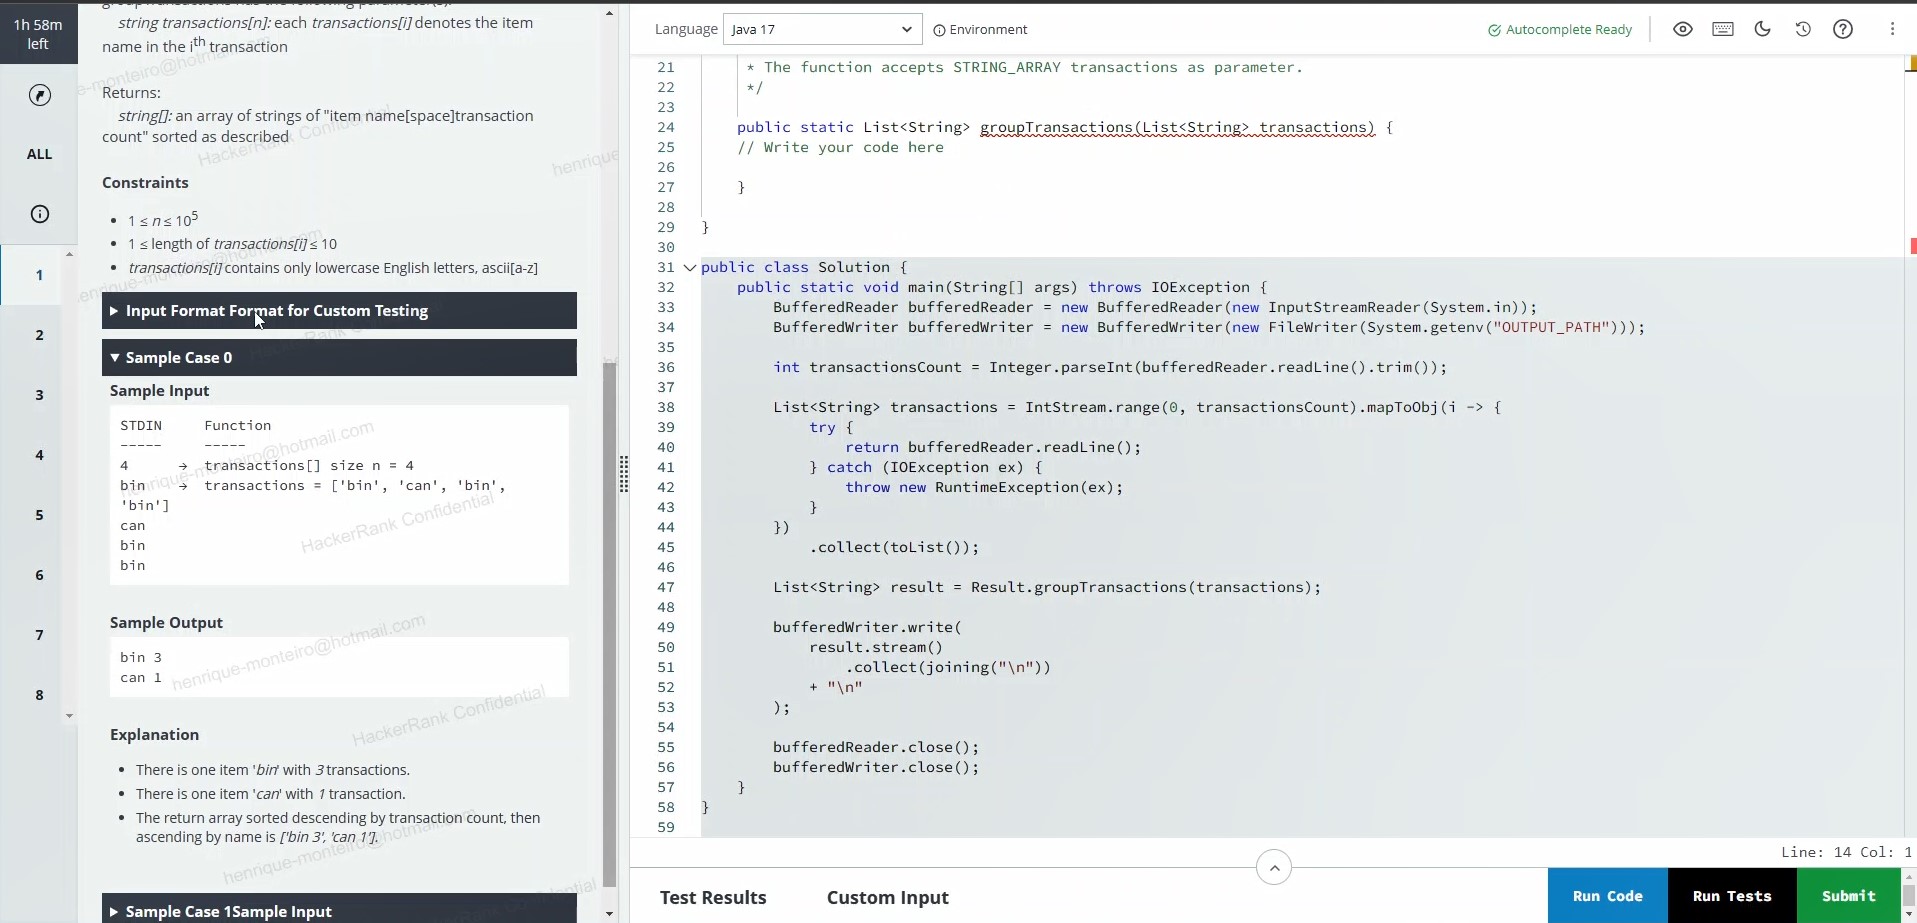 1h 58m
left
ALL
1
2
3
4
5
6
7
8
string transactions[n]: each transactions[i] denotes the item
name in the ith transaction
Returns:
string[]: an array of strings of "item name[space]transaction
count" sorted as described
Constraints
• 1 ≤ n ≤ 10^5
• 1 ≤ length of transactions[i] ≤ 10
• transactions[i] contains only lowercase English letters, ascii[a-z]
Input Format Format for Custom Testing
Sample Case 0
Sample Input
STDIN Function
----- -----
4 → transactions[] size n = 4
bin → transactions = ['bin', 'can', 'bin',
'bin']
can
bin
bin
Sample Output
bin 3
can 1
Explanation
• There is one item 'bin' with 3 transactions.
• There is one item 'can' with 1 transaction.
• The return array sorted descending by transaction count, then
ascending by name is ['bin 3', 'can 1'].
Sample Case 1Sample Input
e-monteiro@hotmail.com
HackerRank Confidential
henrique
HackerRank Confidential
henrique-monteiro@hotmail.com
HackerRank Confidential
henrique-monteiro@hotmail.com
Language Java 17 Environment Autocomplete Ready
21 * The function accepts STRING_ARRAY transactions as parameter.
22 */
23
24 public static List<String> groupTransactions(List<String> transactions) {
25 // Write your code here
26
27 }
28
29 }
30
31 public class Solution {
32 public static void main(String[] args) throws IOException {
33 BufferedReader bufferedReader = new BufferedReader(new InputStreamReader(System.in));
34 BufferedWriter bufferedWriter = new BufferedWriter(new FileWriter(System.getenv("OUTPUT_PATH")));
35
36 int transactionsCount = Integer.parseInt(bufferedReader.readLine().trim());
37
38 List<String> transactions = IntStream.range(0, transactionsCount).mapToObj(i -> {
39 try {
40 return bufferedReader.readLine();
41 } catch (IOException ex) {
42 throw new RuntimeException(ex);
43 }
44 })
45 .collect(toList());
46
47 List<String> result = Result.groupTransactions(transactions);
48
49 bufferedWriter.write(
50 result.stream()
51 .collect(joining("\n"))
52 + "\n"
53 );
54
55 bufferedReader.close();
56 bufferedWriter.close();
57 }
58 }
59
Line: 14 Col: 1
Test Results Custom Input Run Code Run Tests Submit